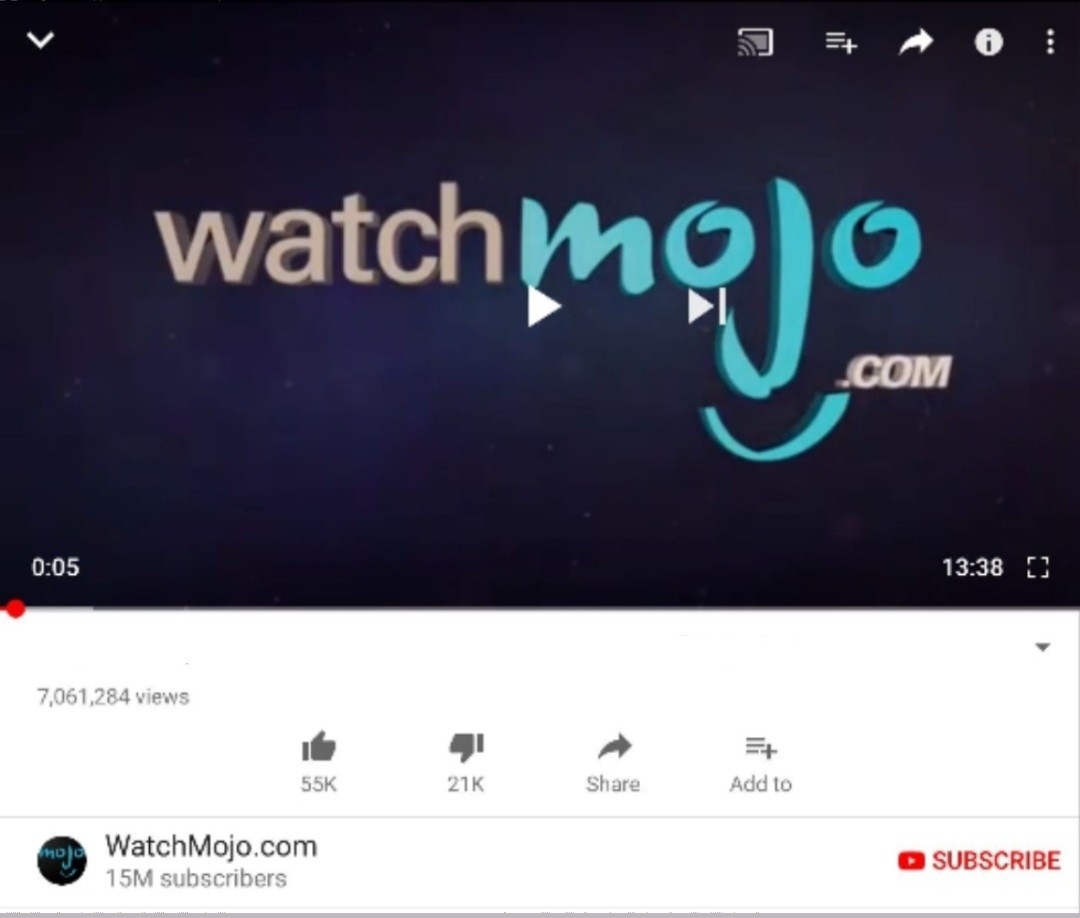 watchmojo
.COM
0:05
13:38
7,061,284 views
55K
21K
Share
Add to
mojo
WatchMojo.com
15M subscribers
SUBSCRIBE